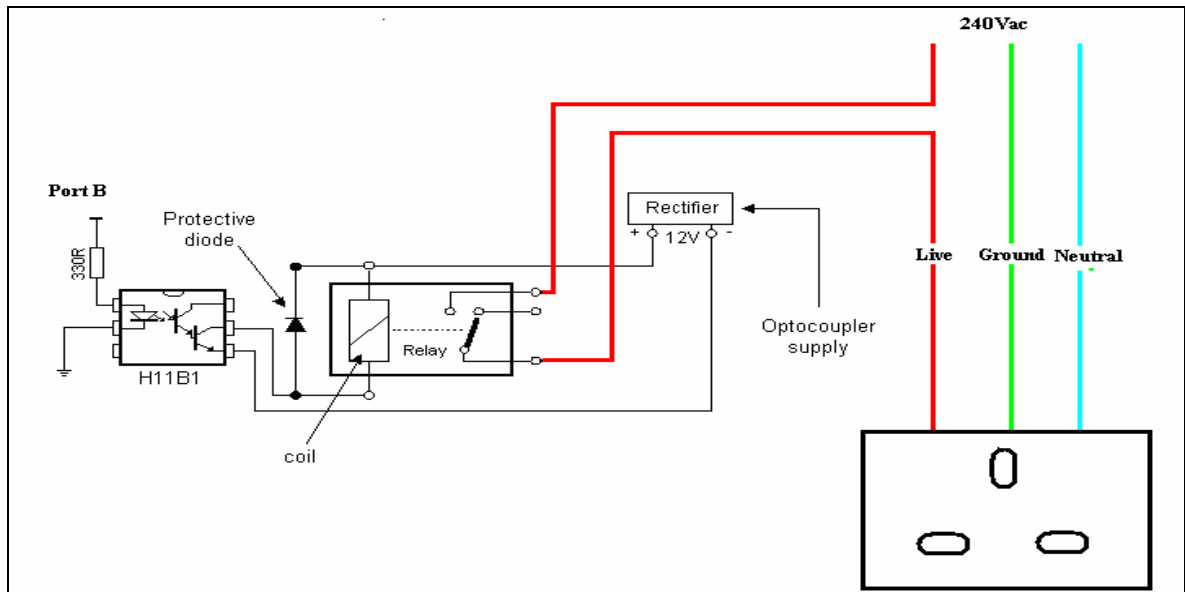 240Vac
Port B
330R
Protective
diode
Rectifier
+ 12V -
Live Ground Neutral
Optocoupler
supply
Relay
H11B1
coil